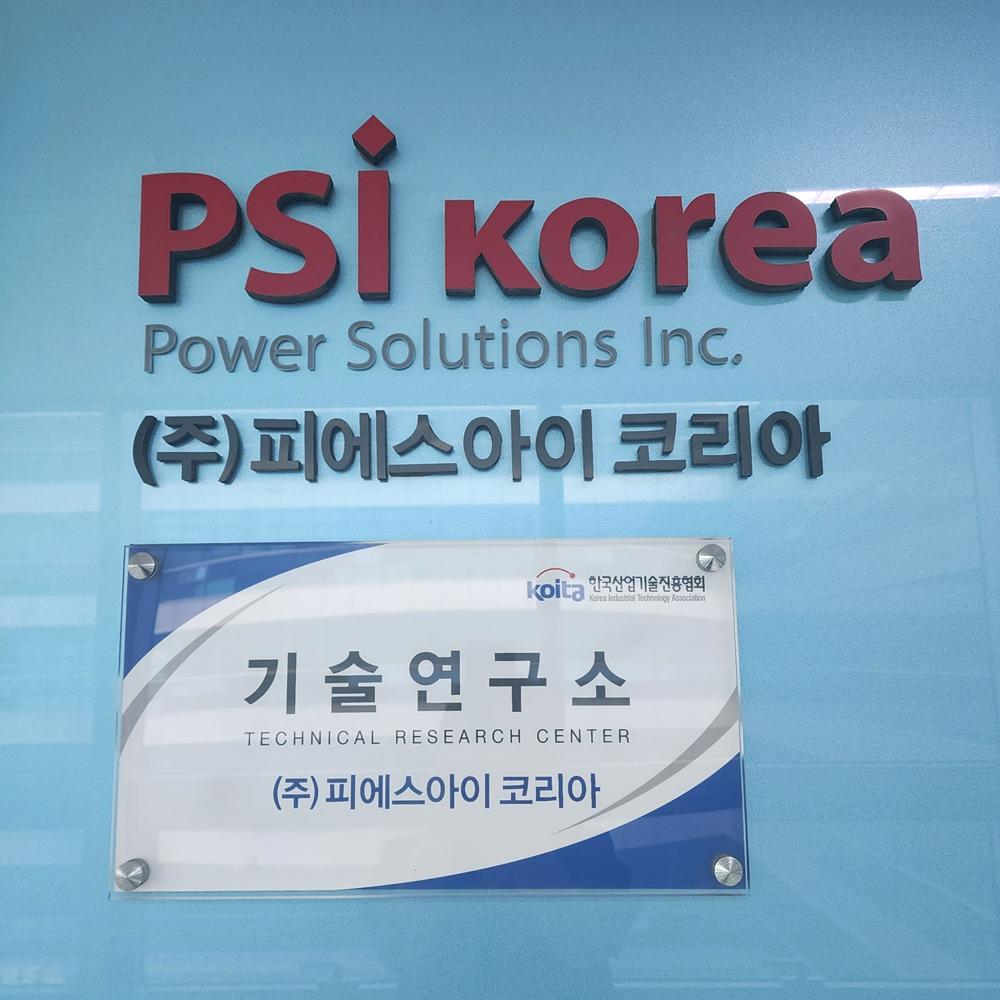 PSi Korea
Power Solutions Inc.
(주)피에스아이 코리아
koita 한국산업기술진흥협회
Korea Industrial Technology Association
기술연구소
TECHNICAL RESEARCH CENTER
(주)피에스아이 코리아